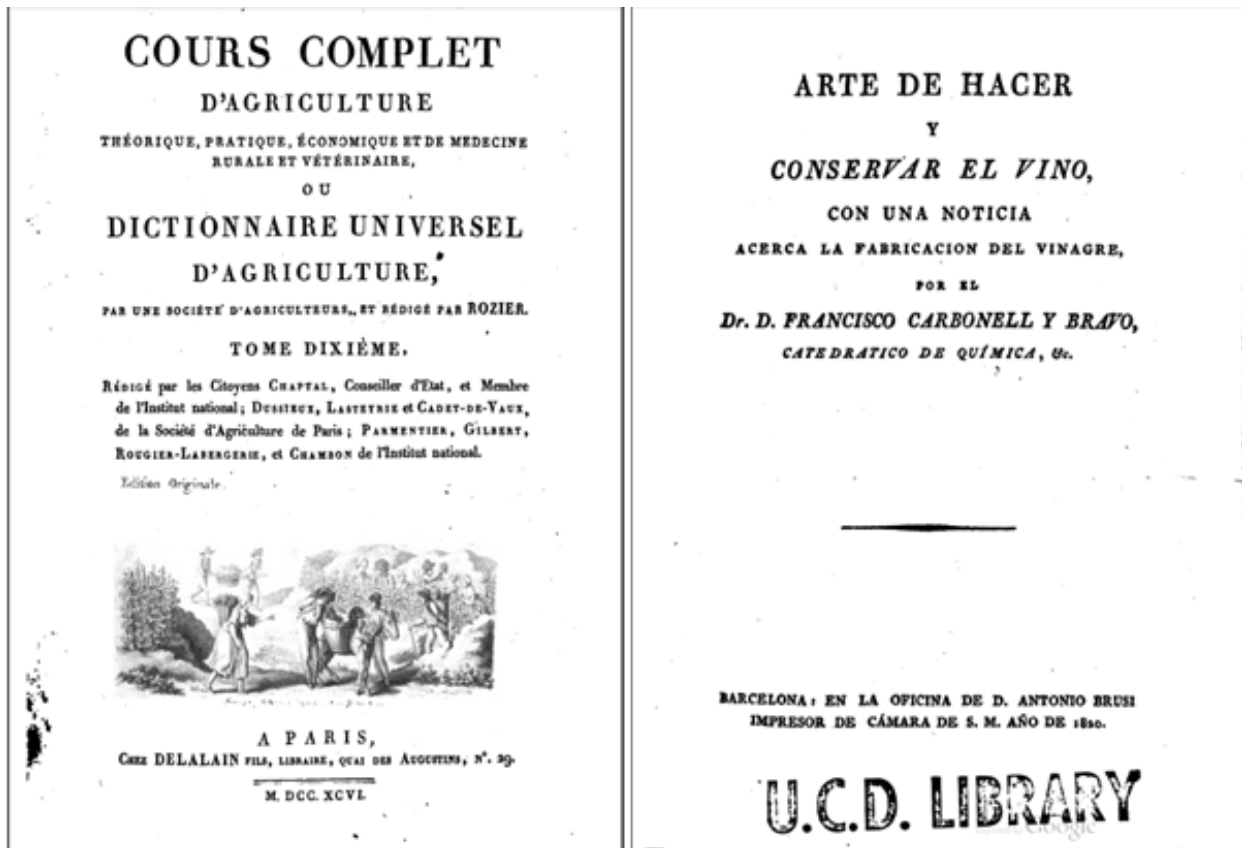 COURS COMPLET
D'AGRICULTURE
THÉORIQUE, PRATIQUE, ÉCONOMIQUE ET DE MEDECINE
RURALE ET VÉTÉRINAIRE,
OU
DICTIONNAIRE UNIVERSEL
D'AGRICULTURE,
PAR UNE SOCIÉTÉ D'AGRICULTEURS, ET RÉDIGÉ PAR ROZIER.
TOME DIXIÉME.
RÉDIGÉ par les Citoyens CHAPTAL, Conseiller d'Etat, et Membre
de l'Institut national; DUSSIEUX, LASTEYRIE et CADET-DE-VAUX,
de la Société d'Agriculture de Paris; PARMENTIER, GILBERT,
ROUGIER-LABERGERIE, et CHAMBON de l'Institut national.
Edition Originale.
A PARIS,
CHEZ DELALAIN FILS, LIBRAIRE, QUAI DES AUGUSTINS, N°. 29.
M. DCC. XCVI.
ARTE DE HACER
Y
CONSERVAR EL VINO,
CON UNA NOTICIA
ACERCA LA FABRICACION DEL VINAGRE,
POR EL
Dr. D. FRANCISCO CARBONELL Y BRAVO,
CATEDRATICO DE QUÍMICA, &c.
BARCELONA: EN LA OFICINA DE D. ANTONIO BRUSI
IMPRESOR DE CÁMARA DE S. M. AÑO DE 1820.
U.C.D. LIBRARY
Google